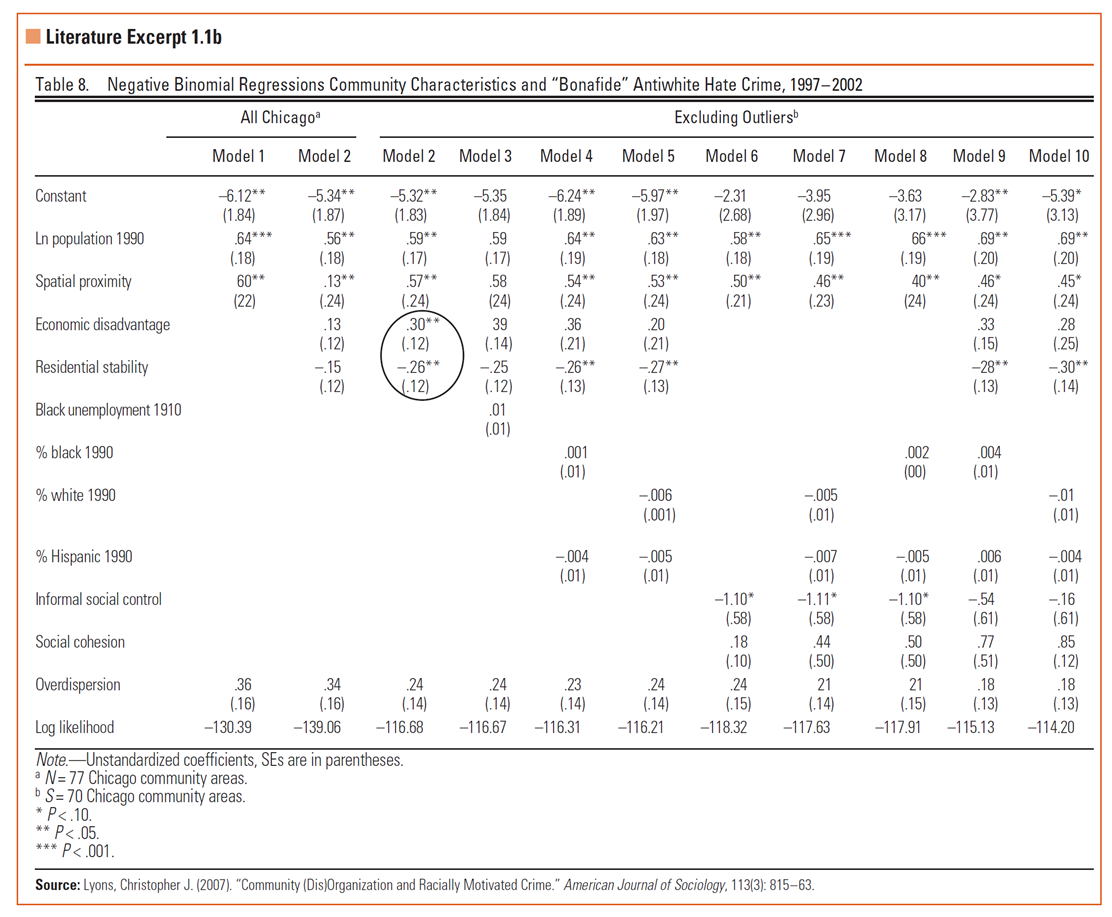 Literature Excerpt 1.1b
Table 8. Negative Binomial Regressions Community Characteristics and “Bonafide” Antiwhite Hate Crime, 1997–2002
All Chicagoa Excluding Outliersb
Model 1 Model 2 Model 2 Model 3 Model 4 Model 5 Model 6 Model 7 Model 8 Model 9 Model 10
Constant –6.12** –5.34** –5.32** –5.35 –6.24** –5.97** –2.31 –3.95 –3.63 –2.83** –5.39*
(1.84) (1.87) (1.83) (1.84) (1.89) (1.97) (2.68) (2.96) (3.17) (3.77) (3.13)
Ln population 1990 .64*** .56** .59** .59 .64** .63** .58** .65*** 66*** .69** .69**
(.18) (.18) (.17) (.17) (.19) (.18) (.18) (.19) (.19) (.20) (.20)
Spatial proximity 60** .13** .57** .58 .54** .53** .50** .46** 40** .46* .45*
(22) (.24) (.24) (24) (.24) (.24) (.21) (.23) (24) (.24) (.24)
Economic disadvantage .13 .30** 39 .36 .20 .33 .28
(.12) (.12) (.14) (.21) (.21) (.15) (.25)
Residential stability –.15 –.26** –.25 –.26** –.27** –28** –.30**
(.12) (.12) (.12) (.13) (.13) (.13) (.14)
Black unemployment 1910 .01
(.01)
% black 1990 .001 .002 .004
(.01) (00) (.01)
% white 1990 –.006 –.005 –.01
(.001) (.01) (.01)
% Hispanic 1990 –.004 –.005 –.007 –.005 .006 –.004
(.01) (.01) (.01) (.01) (.01) (.01)
Informal social control –1.10* –1.11* –1.10* –.54 –.16
(.58) (.58) (.58) (.61) (.61)
Social cohesion .18 .44 .50 .77 .85
(.10) (.50) (.50) (.51) (.12)
Overdispersion .36 .34 .24 .24 .23 .24 .24 21 21 .18 .18
(.16) (.16) (.14) (.14) (.14) (.14) (.15) (.14) (.15) (.13) (.13)
Log likelihood –130.39 –139.06 –116.68 –116.67 –116.31 –116.21 –118.32 –117.63 –117.91 –115.13 –114.20
Note.—Unstandardized coefficients, SEs are in parentheses.
a N = 77 Chicago community areas.
b S = 70 Chicago community areas.
* P < .10.
** P < .05.
*** P < .001.
Source: Lyons, Christopher J. (2007). “Community (Dis)Organization and Racially Motivated Crime.” American Journal of Sociology, 113(3): 815–63.